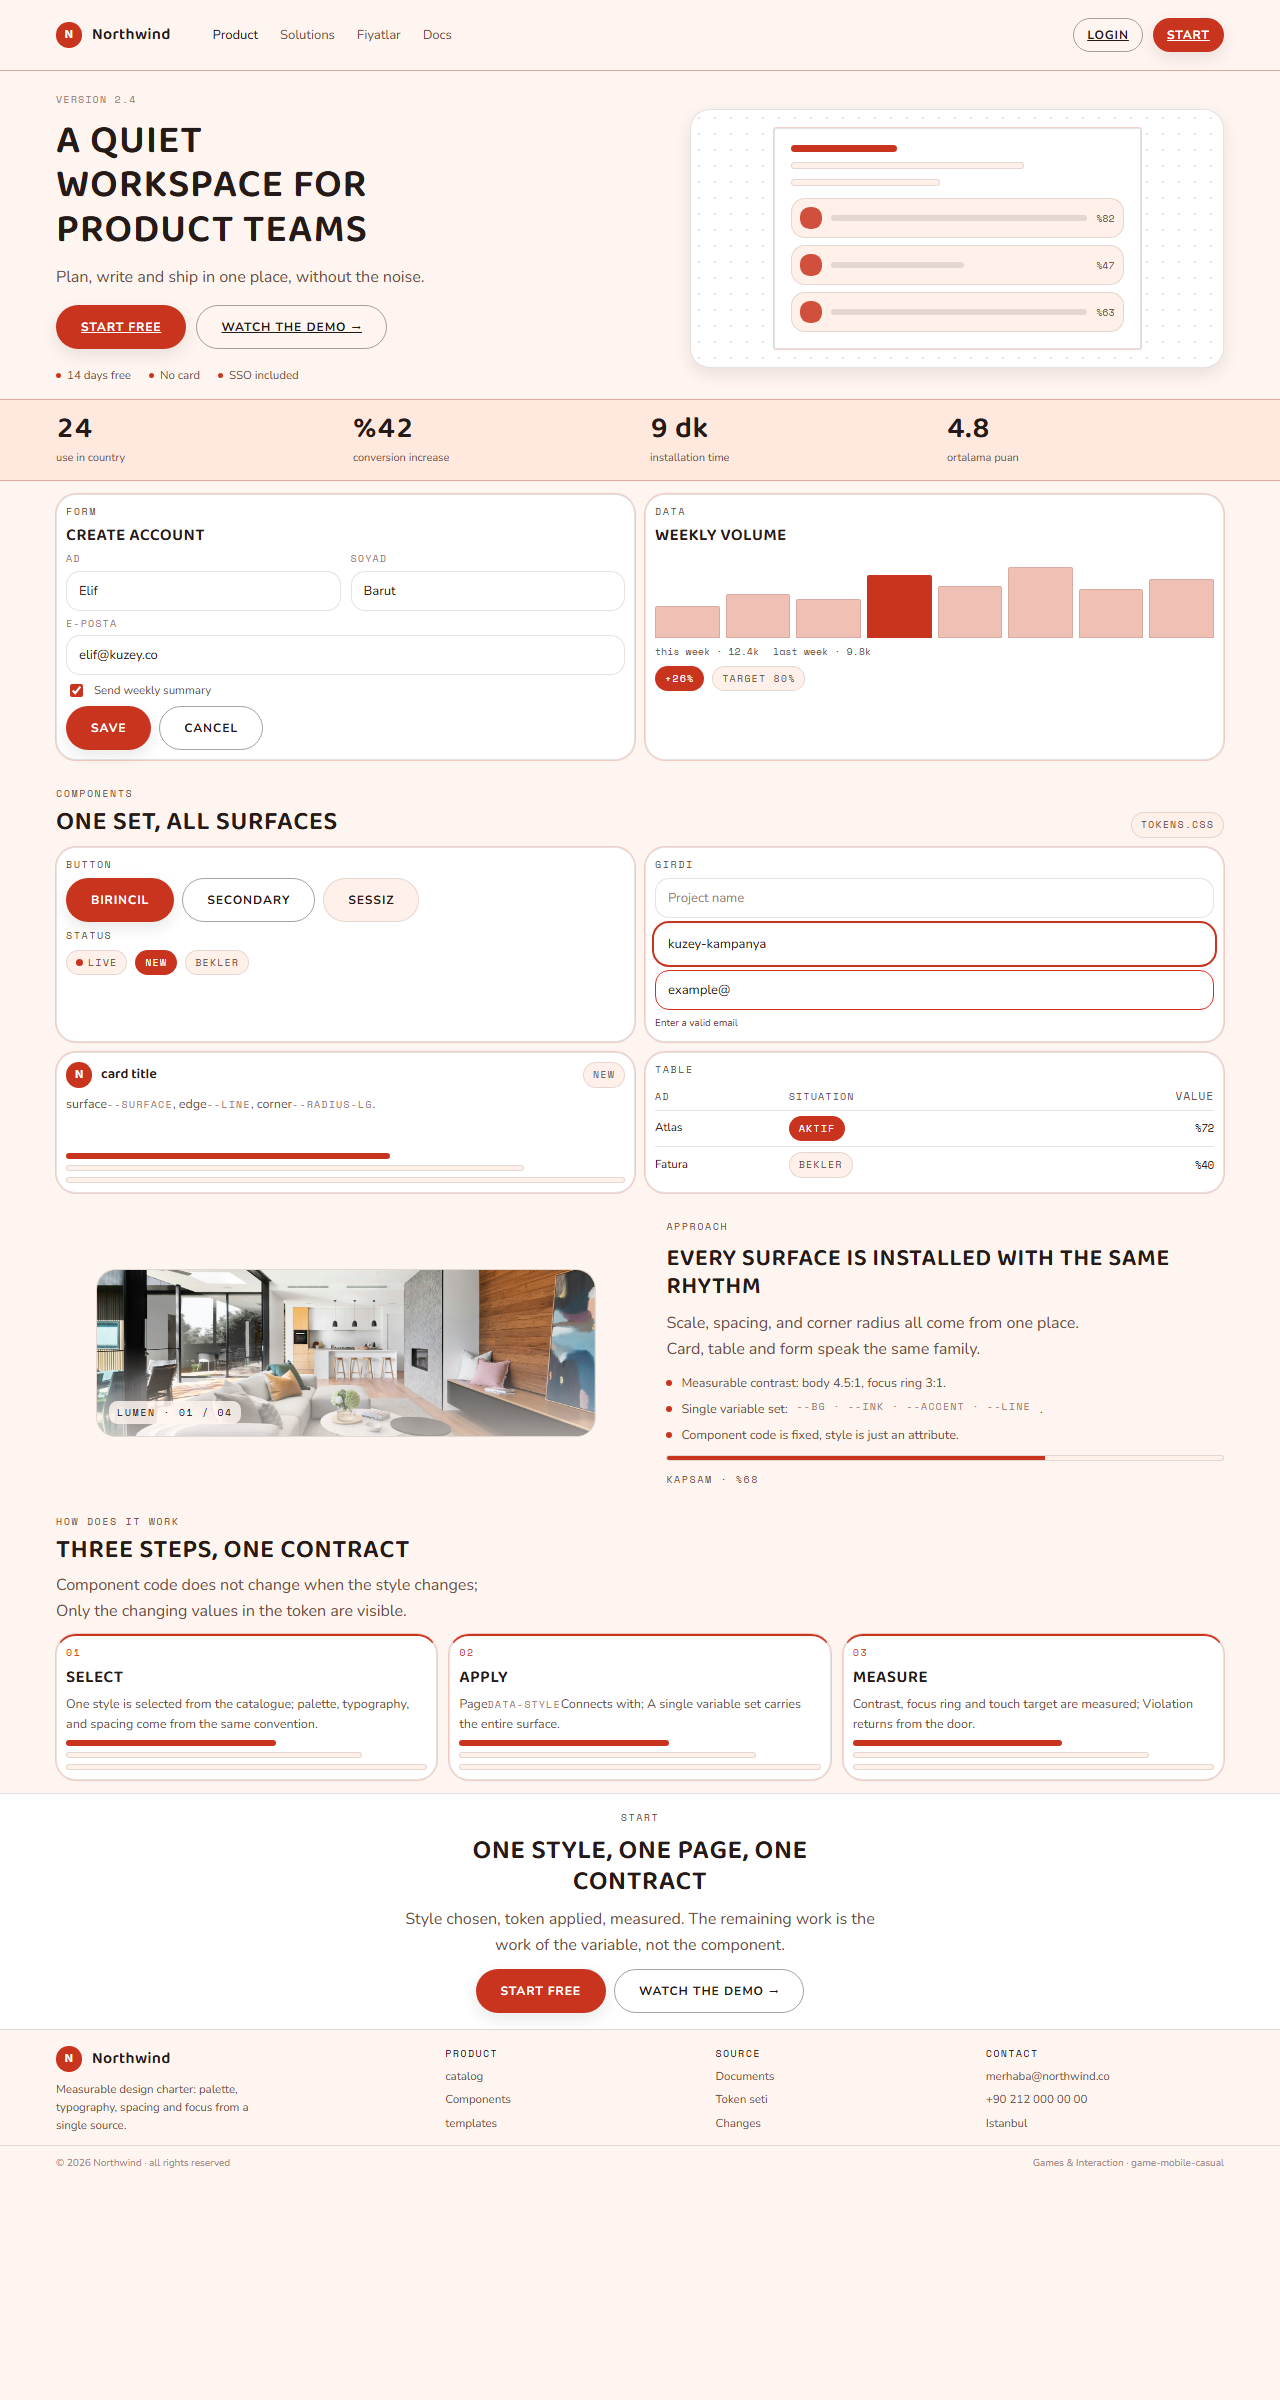 N Northwind Product Solutions Fiyatlar Docs LOGIN START
VERSION 2.4
A QUIET
WORKSPACE FOR
PRODUCT TEAMS
Plan, write and ship in one place, without the noise.
START FREE WATCH THE DEMO →
14 days free No card SSO included
%82
%47
%63
24 %42 9 dk 4.8
use in country conversion increase installation time ortalama puan
FORM
CREATE ACCOUNT
AD SOYAD
Elif Barut
E-POSTA
elif@kuzey.co
Send weekly summary
SAVE CANCEL
DATA
WEEKLY VOLUME
this week · 12.4k last week · 9.8k
+26% TARGET 80%
COMPONENTS
ONE SET, ALL SURFACES
TOKENS.CSS
BUTTON
BIRINCIL SECONDARY SESSIZ
STATUS
LIVE NEW BEKLER
GIRDI
Project name
kuzey-kampanya
example@
Enter a valid email
N card title NEW
surface--SURFACE, edge--LINE, corner--RADIUS-LG.
TABLE
AD SITUATION VALUE
Atlas AKTIF %72
Fatura BEKLER %40
LUMEN · 01 / 04
APPROACH
EVERY SURFACE IS INSTALLED WITH THE SAME
RHYTHM
Scale, spacing, and corner radius all come from one place.
Card, table and form speak the same family.
Measurable contrast: body 4.5:1, focus ring 3:1.
Single variable set: --BG · --INK · --ACCENT · --LINE .
Component code is fixed, style is just an attribute.
KAPSAM · %68
HOW DOES IT WORK
THREE STEPS, ONE CONTRACT
Component code does not change when the style changes;
Only the changing values in the token are visible.
01
SELECT
One style is selected from the catalogue; palette, typography,
and spacing come from the same convention.
02
APPLY
PageDATA-STYLEConnects with; A single variable set carries
the entire surface.
03
MEASURE
Contrast, focus ring and touch target are measured; Violation
returns from the door.
START
ONE STYLE, ONE PAGE, ONE
CONTRACT
Style chosen, token applied, measured. The remaining work is the
work of the variable, not the component.
START FREE WATCH THE DEMO →
N Northwind
Measurable design charter: palette,
typography, spacing and focus from a
single source.
PRODUCT
catalog
Components
templates
SOURCE
Documents
Token seti
Changes
CONTACT
merhaba@northwind.co
+90 212 000 00 00
Istanbul
© 2026 Northwind · all rights reserved Games & Interaction · game-mobile-casual